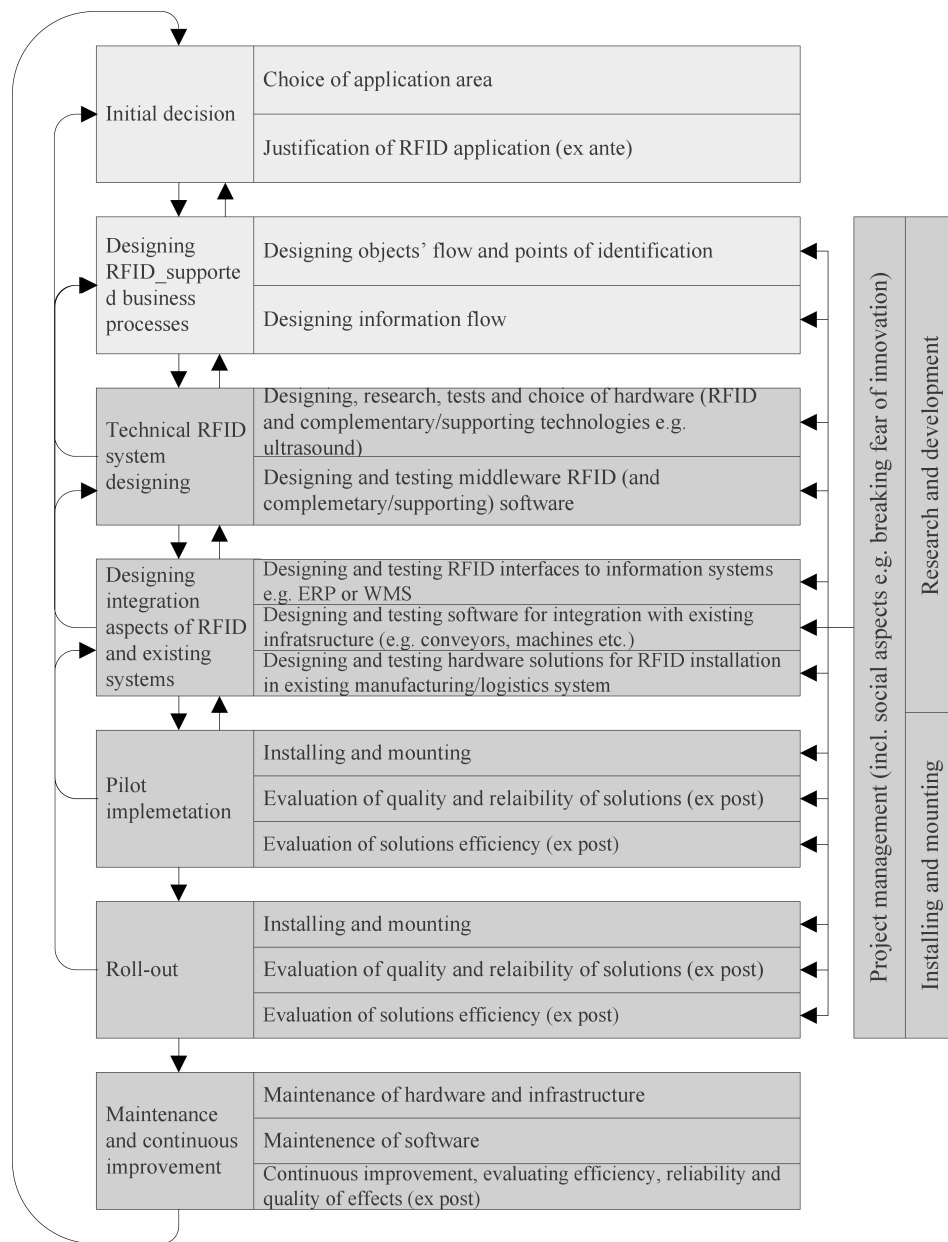 Initial decision
Choice of application area
Justification of RFID application (ex ante)
Designing
RFID_supporte
d business
processes
Designing objects’ flow and points of identification
Designing information flow
Technical RFID
system
designing
Designing, research, tests and choice of hardware (RFID
and complementary/supporting technologies e.g.
ultrasound)
Designing and testing middleware RFID (and
complemetary/supporting) software
Designing
integration
aspects of RFID
and existing
systems
Designing and testing RFID interfaces to information systems
e.g. ERP or WMS
Designing and testing software for integration with existing
infratsructure (e.g. conveyors, machines etc.)
Designing and testing hardware solutions for RFID installation
in existing manufacturing/logistics system
Pilot
implemetation
Installing and mounting
Evaluation of quality and relaibility of solutions (ex post)
Evaluation of solutions efficiency (ex post)
Roll-out
Installing and mounting
Evaluation of quality and relaibility of solutions (ex post)
Evaluation of solutions efficiency (ex post)
Maintenance
and continuous
improvement
Maintenance of hardware and infrastructure
Maintenence of software
Continuous improvement, evaluating efficiency, reliability and
quality of effects (ex post)
Project management (incl. social aspects e.g. breaking fear of innovation)
Research and development
Installing and mounting